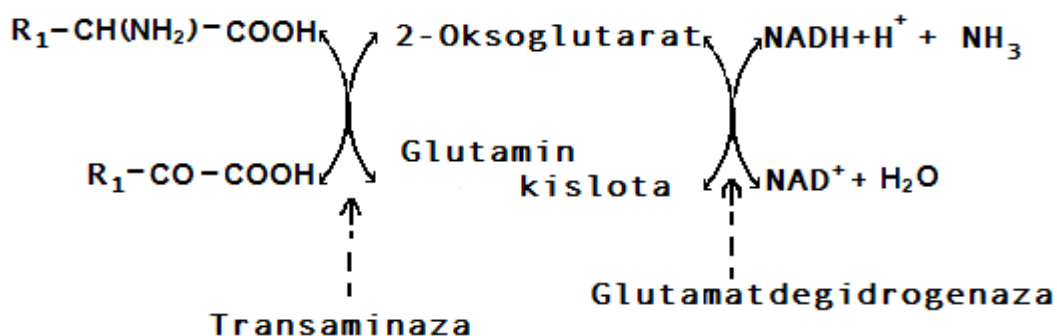 R₁–CH(NH₂)–COOH 2-Oksoglutarat NADH+H⁺ + NH₃
R₁–CO–COOH Glutamin NAD⁺ + H₂O
kislota
Glutamatdegidrogenaza
Transaminaza